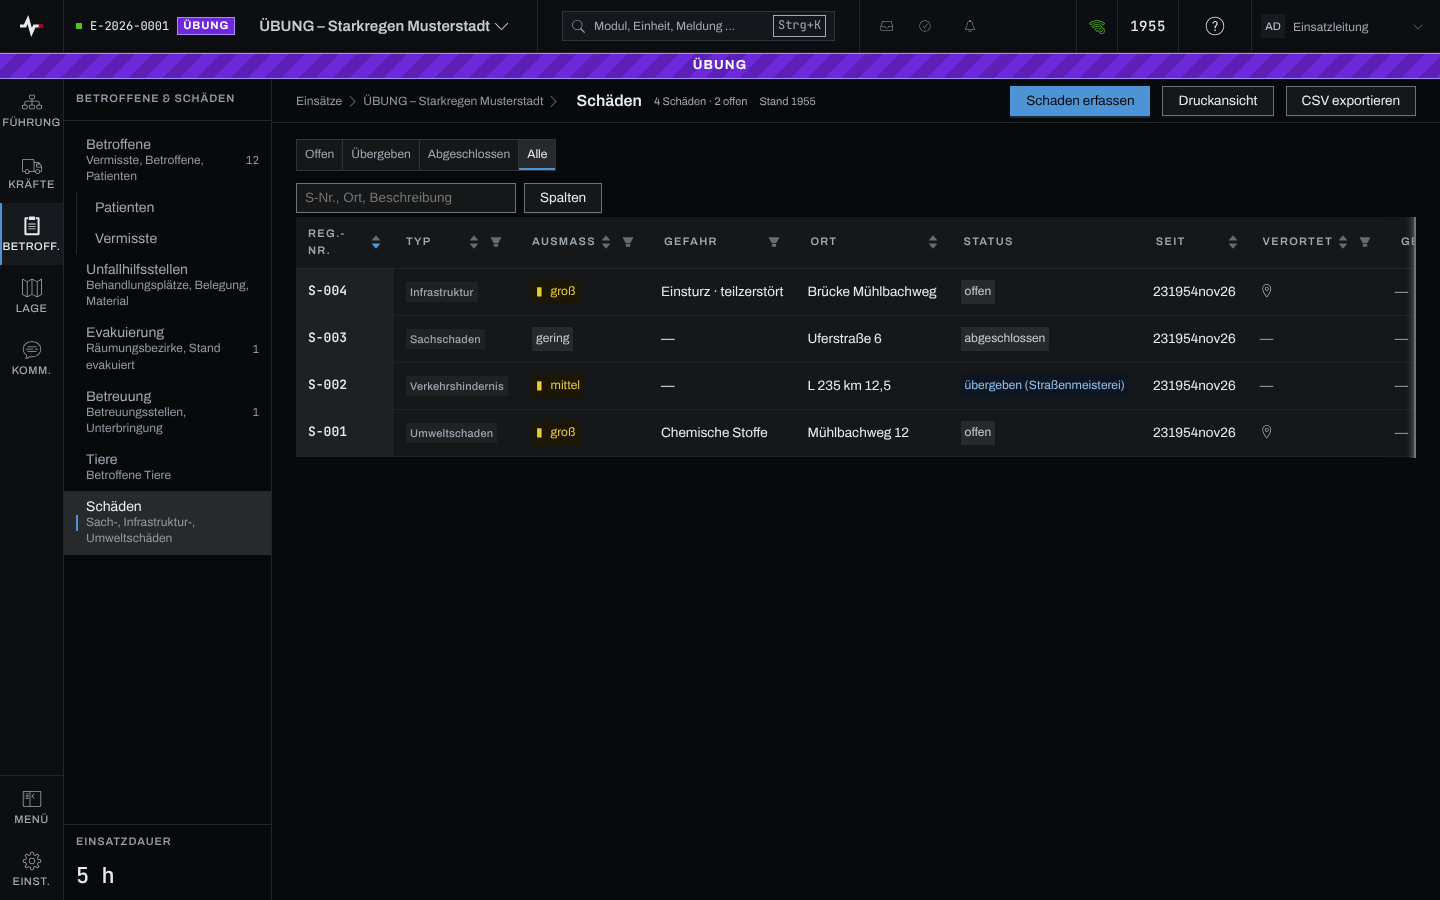 E-2026-0001 ÜBUNG ÜBUNG – Starkregen Musterstadt Modul, Einheit, Meldung ... Strg+K 1955 ? AD Einsatzleitung
ÜBUNG
FÜHRUNG
KRÄFTE
BETROFF.
LAGE
KOMM.
MENÜ
EINST.
BETROFFENE & SCHÄDEN
Betroffene
Vermisste, Betroffene, 12
Patienten
Patienten
Vermisste
Unfallhilfsstellen
Behandlungsplätze, Belegung,
Material
Evakuierung
Räumungsbezirke, Stand 1
evakuiert
Betreuung
Betreuungsstellen, 1
Unterbringung
Tiere
Betroffene Tiere
Schäden
Sach-, Infrastruktur-,
Umweltschäden
EINSATZDAUER
5 h
Einsätze ÜBUNG – Starkregen Musterstadt Schäden 4 Schäden · 2 offen Stand 1955 Schaden erfassen Druckansicht CSV exportieren
Offen Übergeben Abgeschlossen Alle
S-Nr., Ort, Beschreibung Spalten
REG.-
NR. TYP AUSMASS GEFAHR ORT STATUS SEIT VERORTET
S-004 Infrastruktur groß Einsturz · teilzerstört Brücke Mühlbachweg offen 231954nov26 —
S-003 Sachschaden gering — Uferstraße 6 abgeschlossen 231954nov26 — —
S-002 Verkehrshindernis mittel — L 235 km 12,5 übergeben (Straßenmeisterei) 231954nov26 — —
S-001 Umweltschaden groß Chemische Stoffe Mühlbachweg 12 offen 231954nov26 —